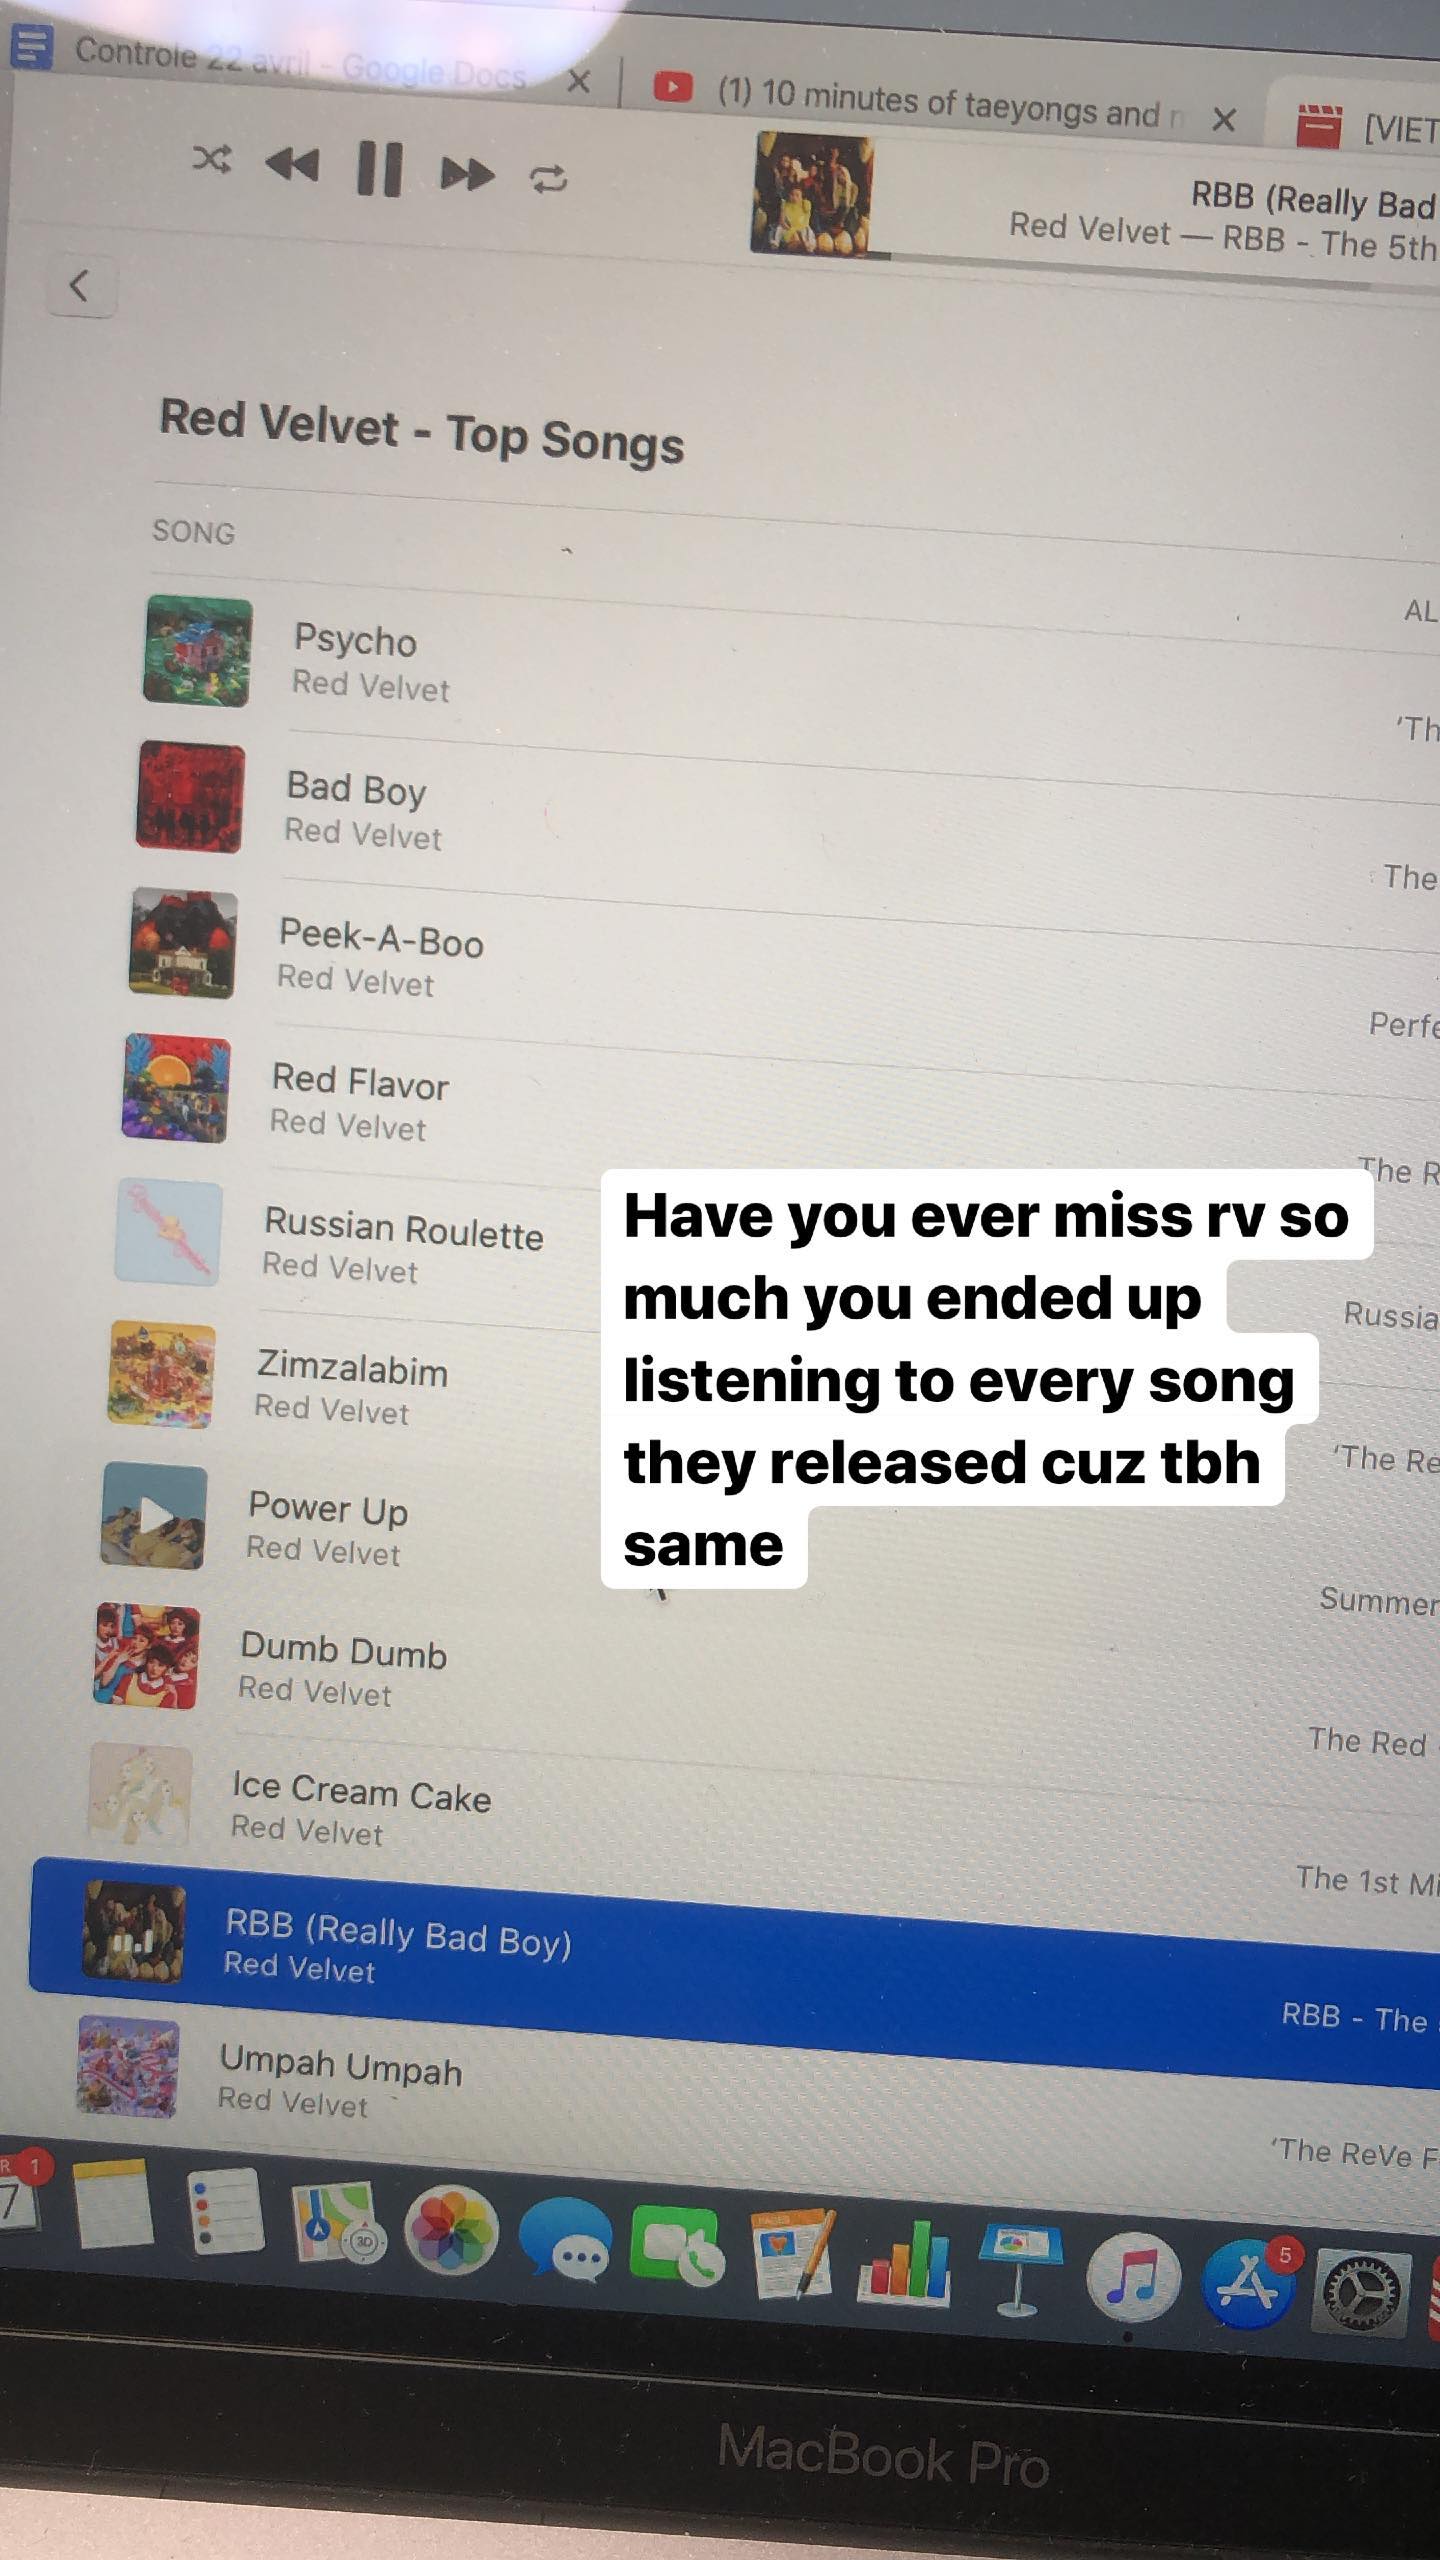 Controle 22 avril - Google Docs
(1) 10 minutes of taeyongs and
[VIET
RBB (Really Bad
Red Velvet — RBB - The 5th
Red Velvet - Top Songs
SONG
AL
Psycho
Red Velvet
'Th
Bad Boy
Red Velvet
The
Peek-A-Boo
Red Velvet
Perfe
Red Flavor
Red Velvet
The R
Russian Roulette
Red Velvet
Russia
Have you ever miss rv so
much you ended up
listening to every song
they released cuz tbh
same
Zimzalabim
Red Velvet
'The Re
Power Up
Red Velvet
Summer
Dumb Dumb
Red Velvet
The Red
Ice Cream Cake
Red Velvet
The 1st Mi
RBB (Really Bad Boy)
Red Velvet
RBB - The
Umpah Umpah
Red Velvet
'The ReVe F
R
1
7
3D
PAGES
5
MacBook Pro